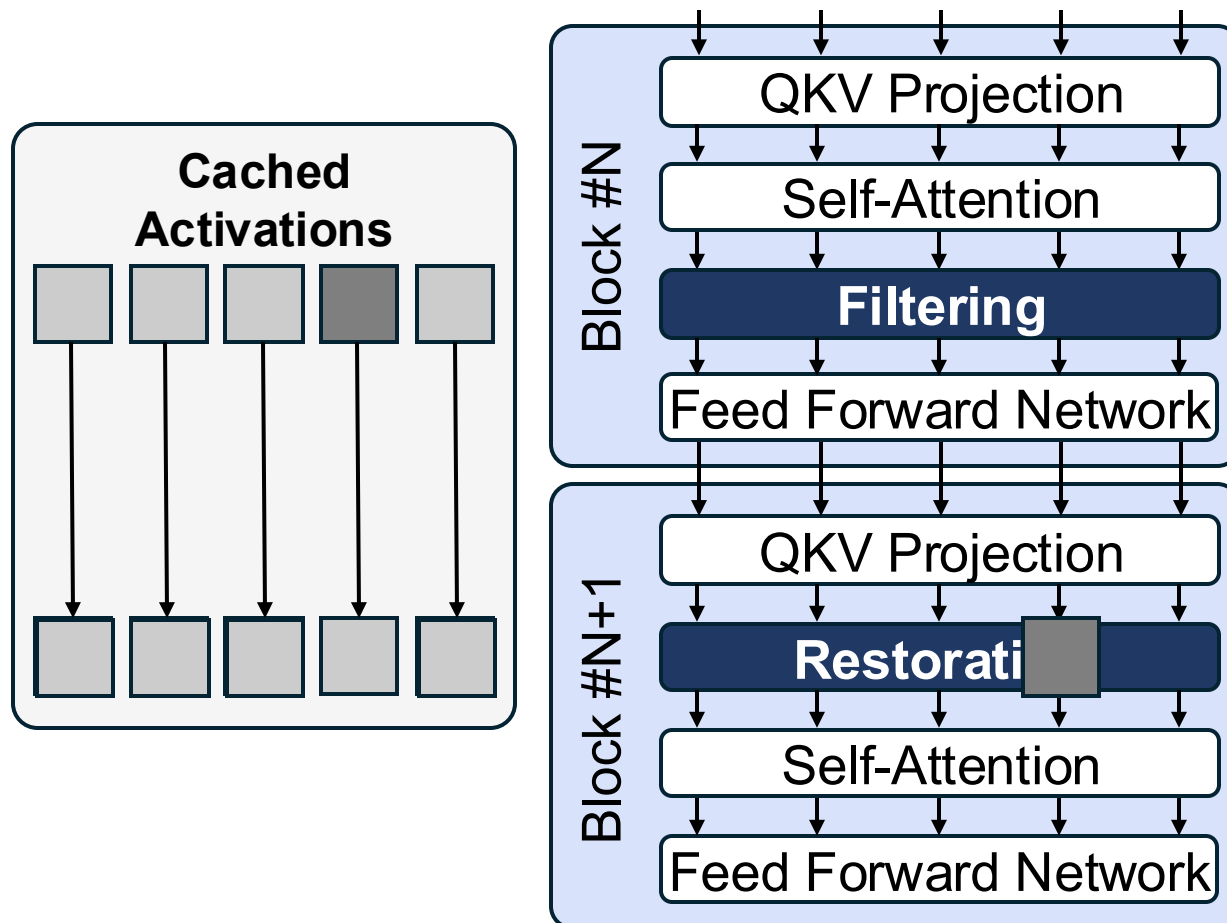 Cached
Activations
Block #N
QKV Projection
Self-Attention
Filtering
Feed Forward Network
Block #N+1
QKV Projection
Restorati
Self-Attention
Feed Forward Network